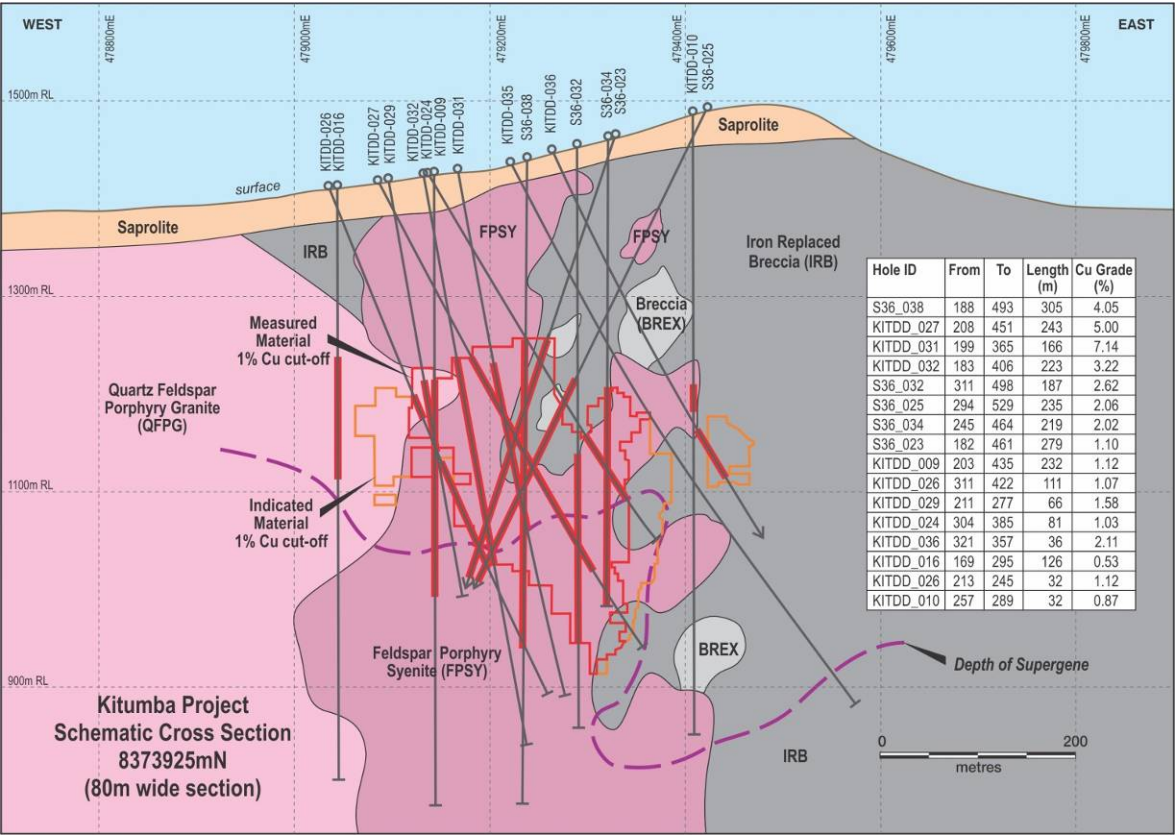 WEST
EAST
478800mE
479000mE
479200mE
479400mE
479600mE
479800mE
1500m RL
1300m RL
1100m RL
900m RL
KITDD-026
KITDD-016
KITDD-027
KITDD-029
KITDD-032
KITDD-024
KITDD-009
KITDD-031
KITDD-035
S36-038
KITDD-036
S36-032
S36-034
S36-023
KITDD-010
S36-025
surface
Saprolite
Saprolite
IRB
FPSY
FPSY
Iron Replaced
Breccia (IRB)
Breccia
(BREX)
Measured
Material
1% Cu cut-off
Quartz Feldspar
Porphyry Granite
(QFPG)
Indicated
Material
1% Cu cut-off
Feldspar Porphyry
Syenite (FPSY)
BREX
IRB
Depth of Supergene
Kitumba Project
Schematic Cross Section
8373925mN
(80m wide section)
0 200
metres
Hole ID From To Length (m) Cu Grade (%)
S36_038 188 493 305 4.05
KITDD_027 208 451 243 5.00
KITDD_031 199 365 166 7.14
KITDD_032 183 406 223 3.22
S36_032 311 498 187 2.62
S36_025 294 529 235 2.06
S36_034 245 464 219 2.02
S36_023 182 461 279 1.10
KITDD_009 203 435 232 1.12
KITDD_026 311 422 111 1.07
KITDD_029 211 277 66 1.58
KITDD_024 304 385 81 1.03
KITDD_036 321 357 36 2.11
KITDD_016 169 295 126 0.53
KITDD_026 213 245 32 1.12
KITDD_010 257 289 32 0.87